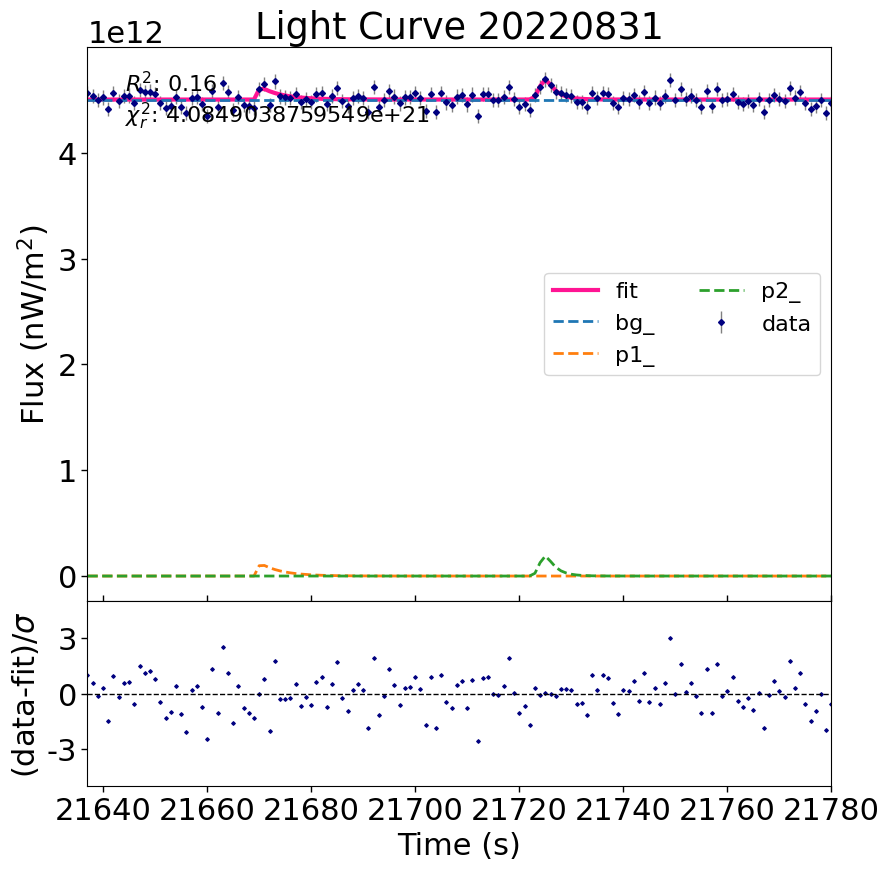 Light Curve 20220831
1e12
R²: 0.16
χ²ᵣ: 4.0849038759549e+21
4
3
2
1
0
Flux (nW/m²)
fit
bg_
p1_
p2_
data
3
0
-3
(data-fit)/σ
21640 21660 21680 21700 21720 21740 21760 21780
Time (s)